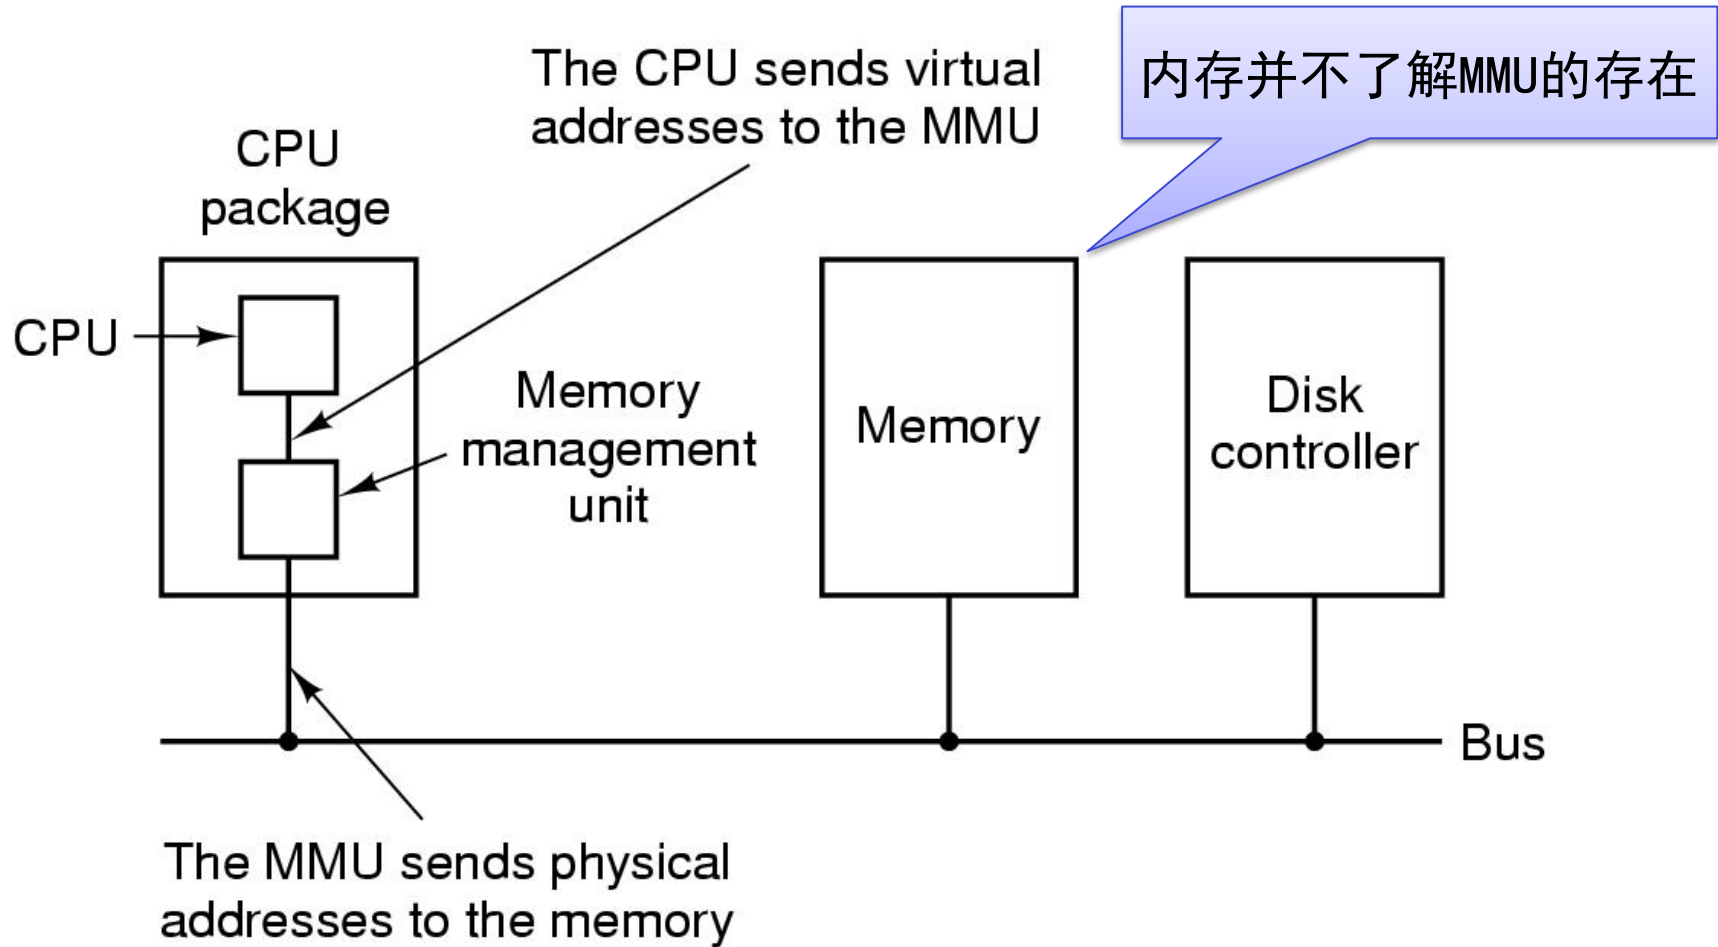 The CPU sends virtual
addresses to the MMU
内存并不了解MMU的存在
CPU
package
CPU
Memory
management
unit
Memory
Disk
controller
Bus
The MMU sends physical
addresses to the memory